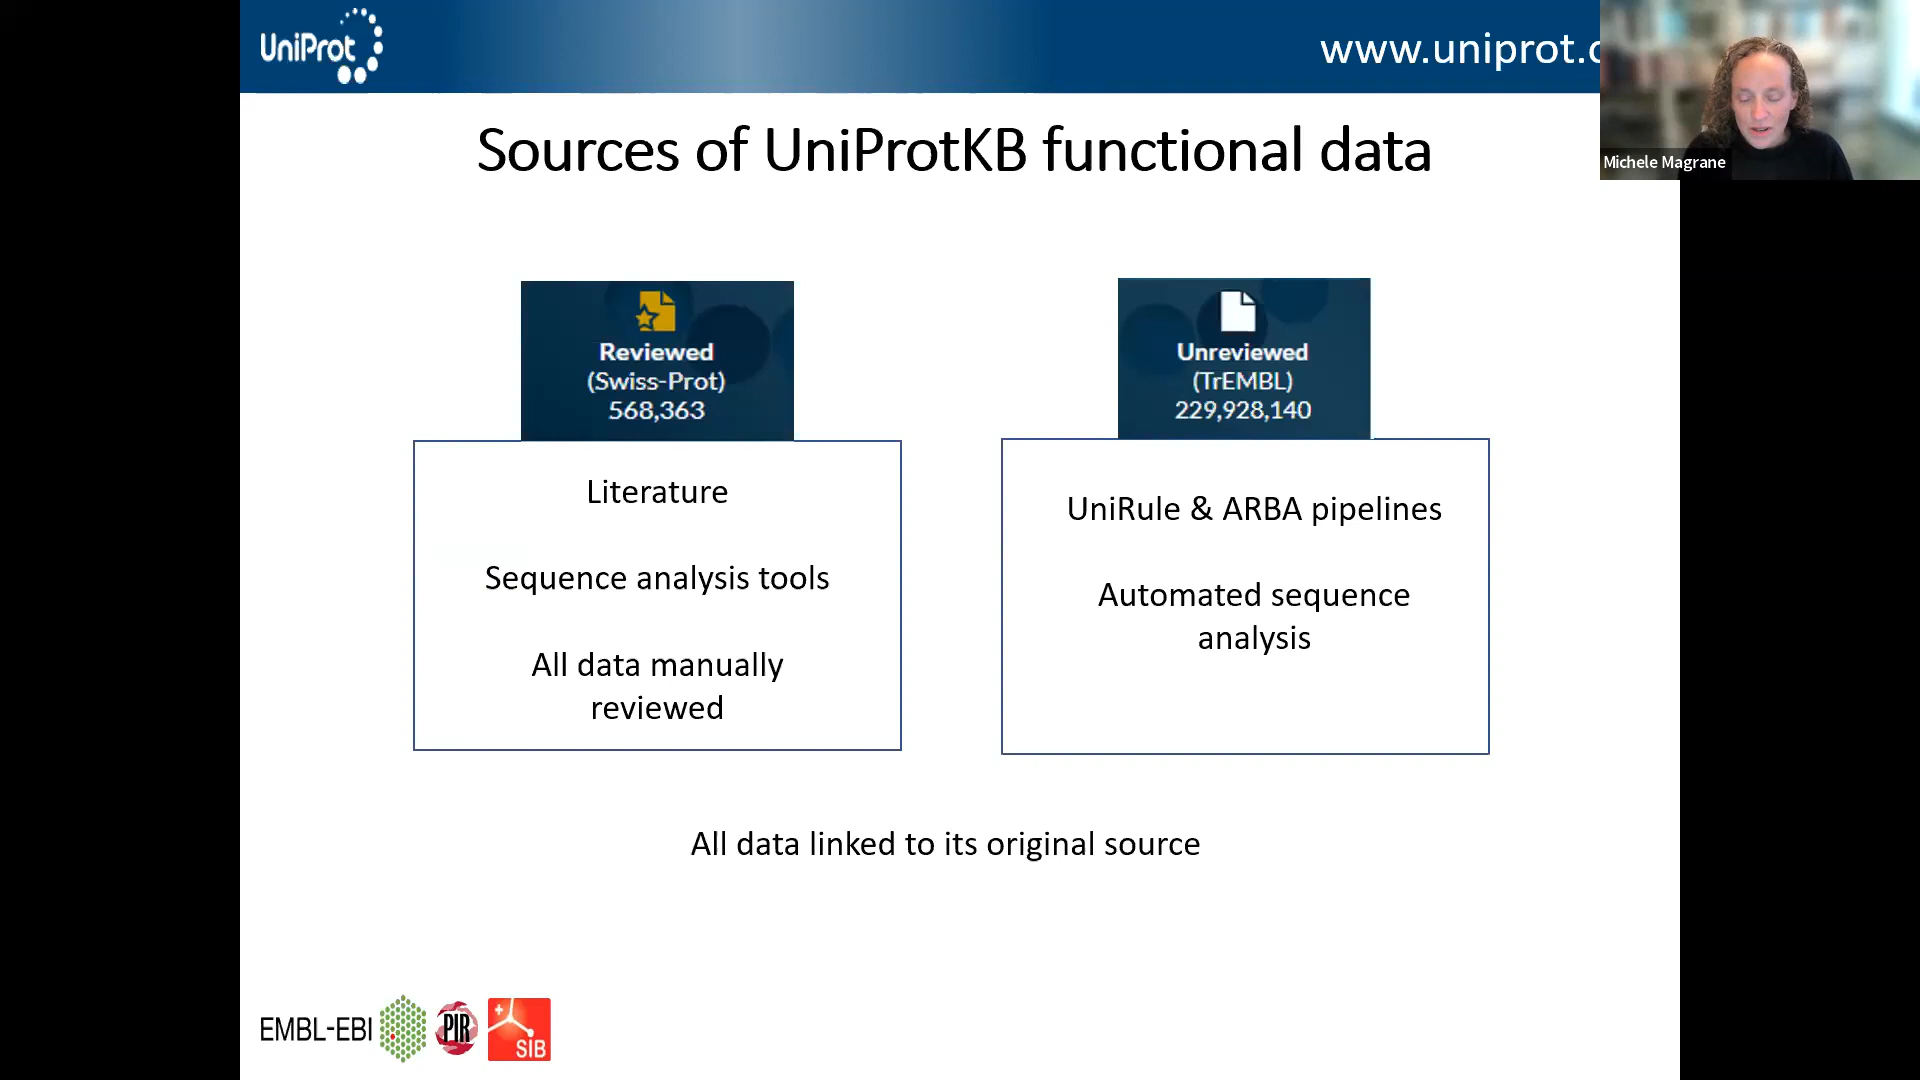 UniProt
www.uniprot.
Michele Magrane
Sources of UniProtKB functional data
Reviewed
(Swiss-Prot)
568,363
Literature
Sequence analysis tools
All data manually
reviewed
Unreviewed
(TrEMBL)
229,928,140
UniRule & ARBA pipelines
Automated sequence
analysis
All data linked to its original source
EMBL-EBI
PIR
SIB